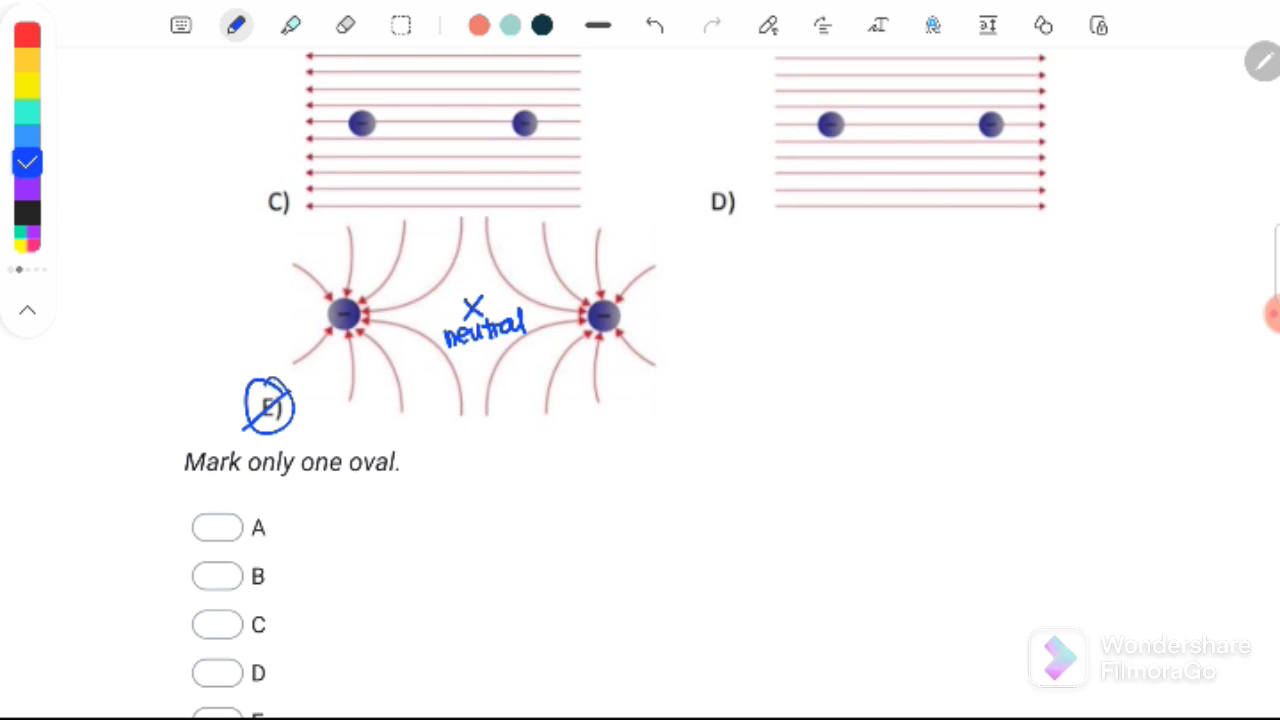 C)
D)
X
neutral
E)
Mark only one oval.
A
B
C
D
Wondershare
FilmoraGo